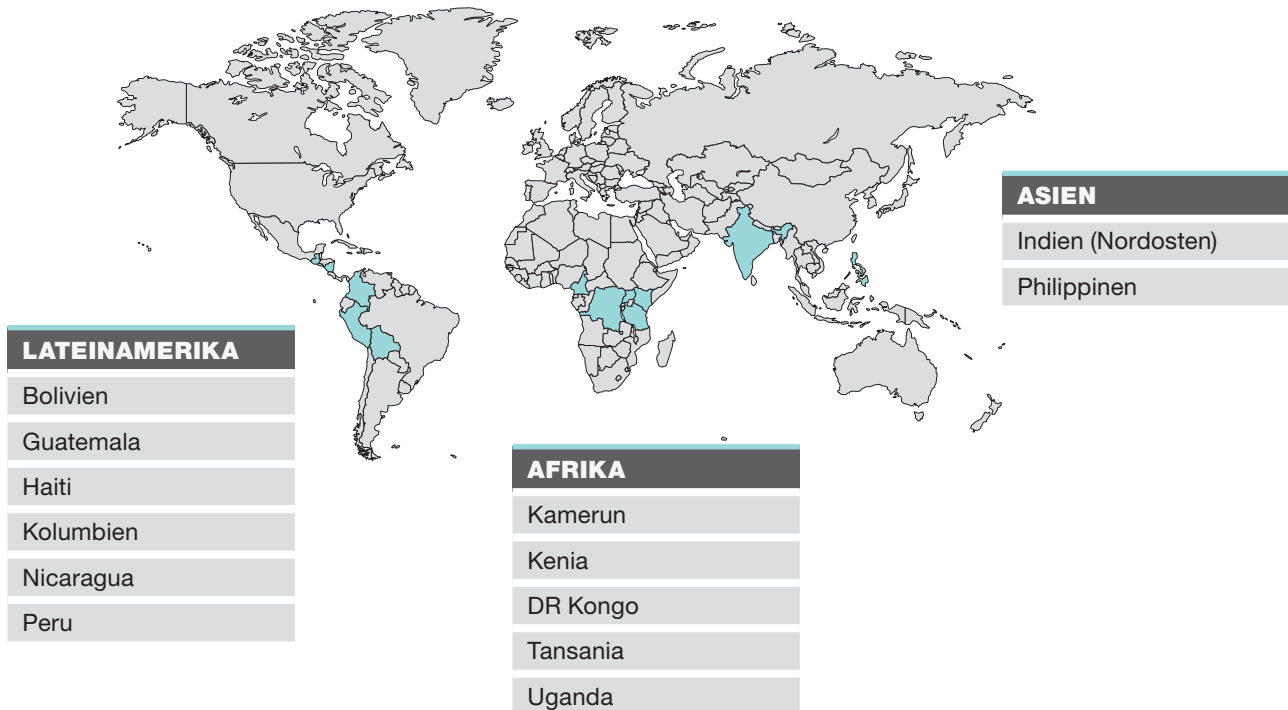 ASIEN
Indien (Nordosten)
Philippinen
LATEINAMERIKA
Bolivien
Guatemala
Haiti
Kolumbien
Nicaragua
Peru
AFRIKA
Kamerun
Kenia
DR Kongo
Tansania
Uganda